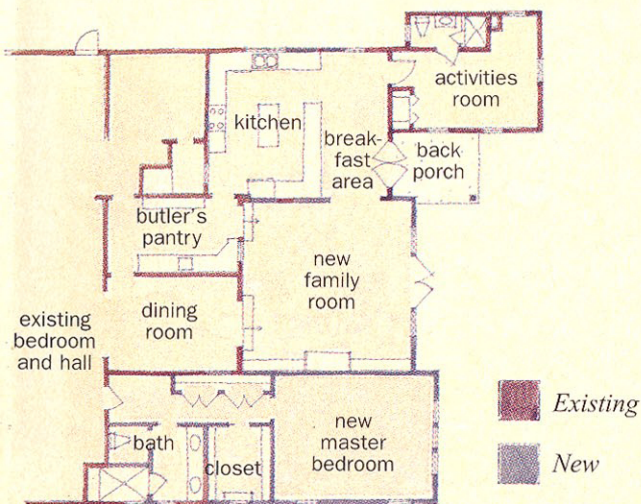 activities
room
kitchen
break-
fast
area
back
porch
butler's
pantry
new
family
room
dining
room
existing
bedroom
and hall
bath
closet
new
master
bedroom
Existing
New